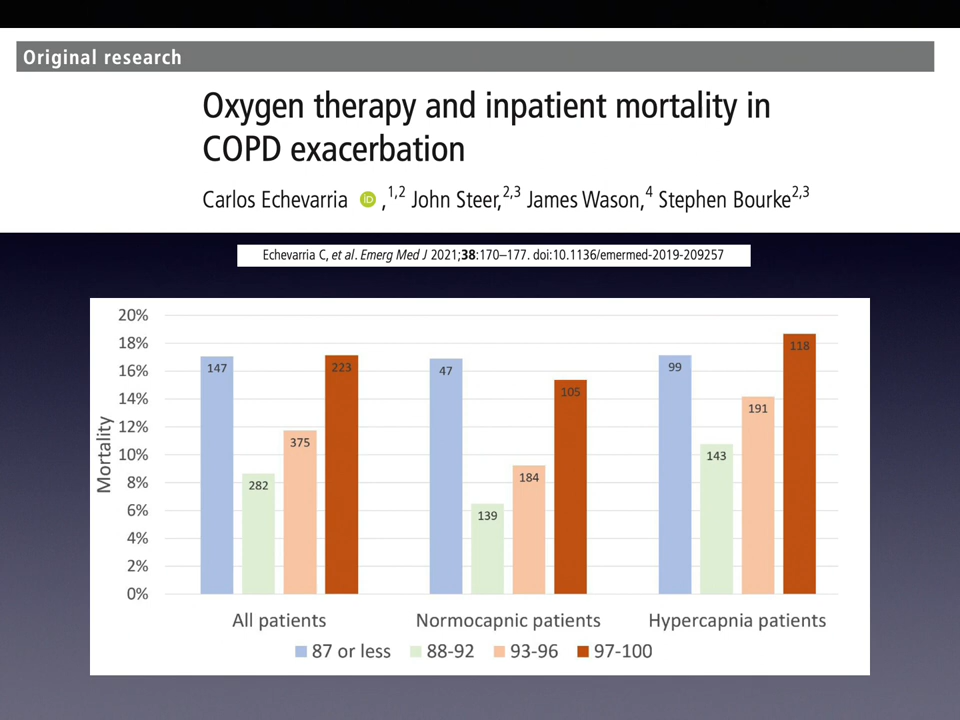 Original research
Oxygen therapy and inpatient mortality in
COPD exacerbation
Carlos Echevarria iD ,1,2 John Steer,2,3 James Wason,4 Stephen Bourke2,3
Echevarria C, et al. Emerg Med J 2021;38:170–177. doi:10.1136/emermed-2019-209257
20%
18%
16%
14%
12%
10%
8%
6%
4%
2%
0%
Mortality
147
282
375
223
47
139
184
105
99
143
191
118
All patients
Normocapnic patients
Hypercapnia patients
87 or less
88-92
93-96
97-100